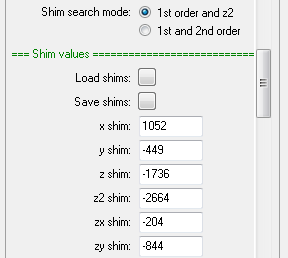 Shim search mode: 1st order and z2
1st and 2nd order
=== Shim values ==========================
Load shims:
Save shims:
x shim: 1052
y shim: -449
z shim: -1736
z2 shim: -2664
zx shim: -204
zy shim: -844